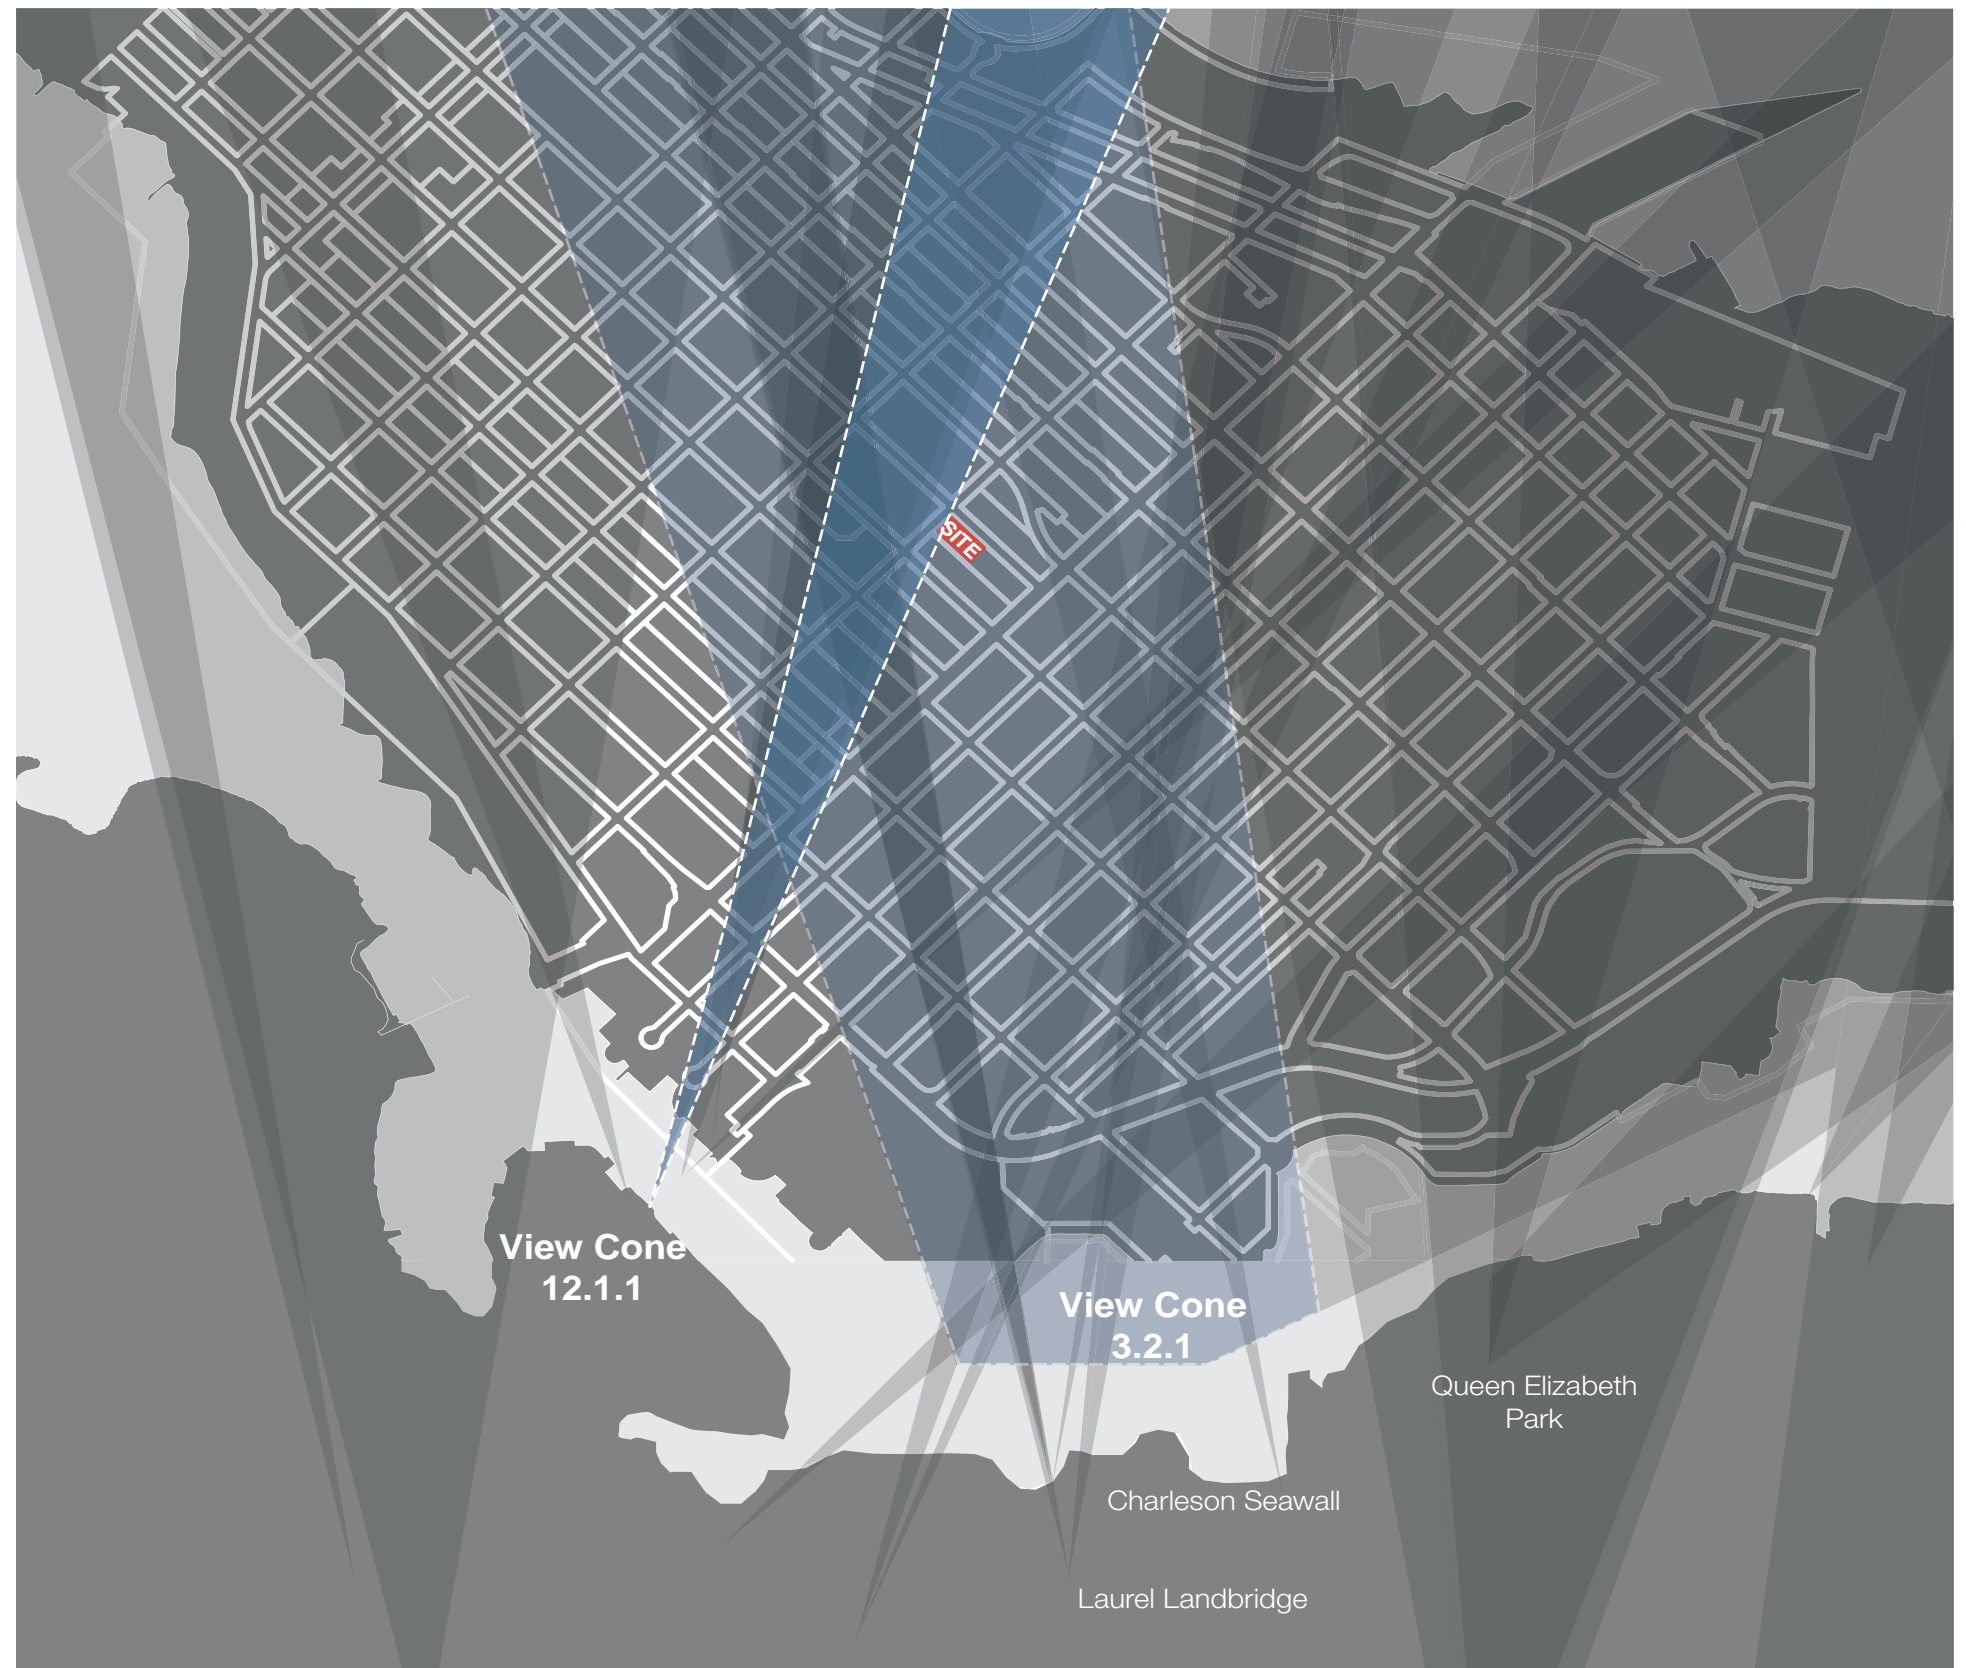 SITE
View Cone
12.1.1
View Cone
3.2.1
Queen Elizabeth
Park
Charleson Seawall
Laurel Landbridge